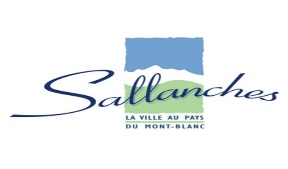 Sallanches
LA VILLE AU PAYS
DU MONT-BLANC